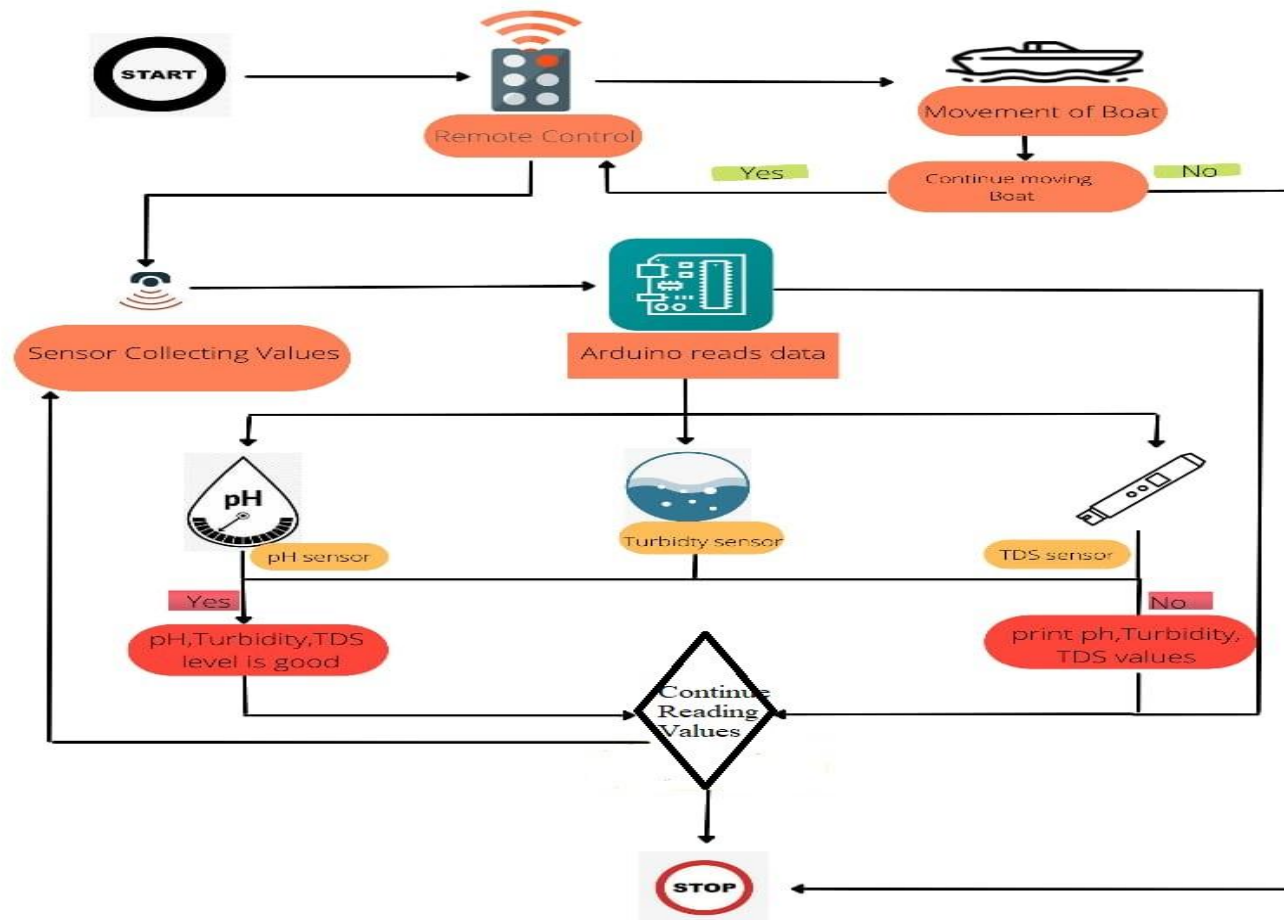 START
Remote Control
Movement of Boat
Yes
Continue moving
Boat
No
Sensor Collecting Values
Arduino reads data
pH
pH sensor
Turbidty sensor
TDS sensor
Yes
No
pH,Turbidity,TDS
level is good
print ph,Turbidity,
TDS values
Continue
Reading
Values
STOP